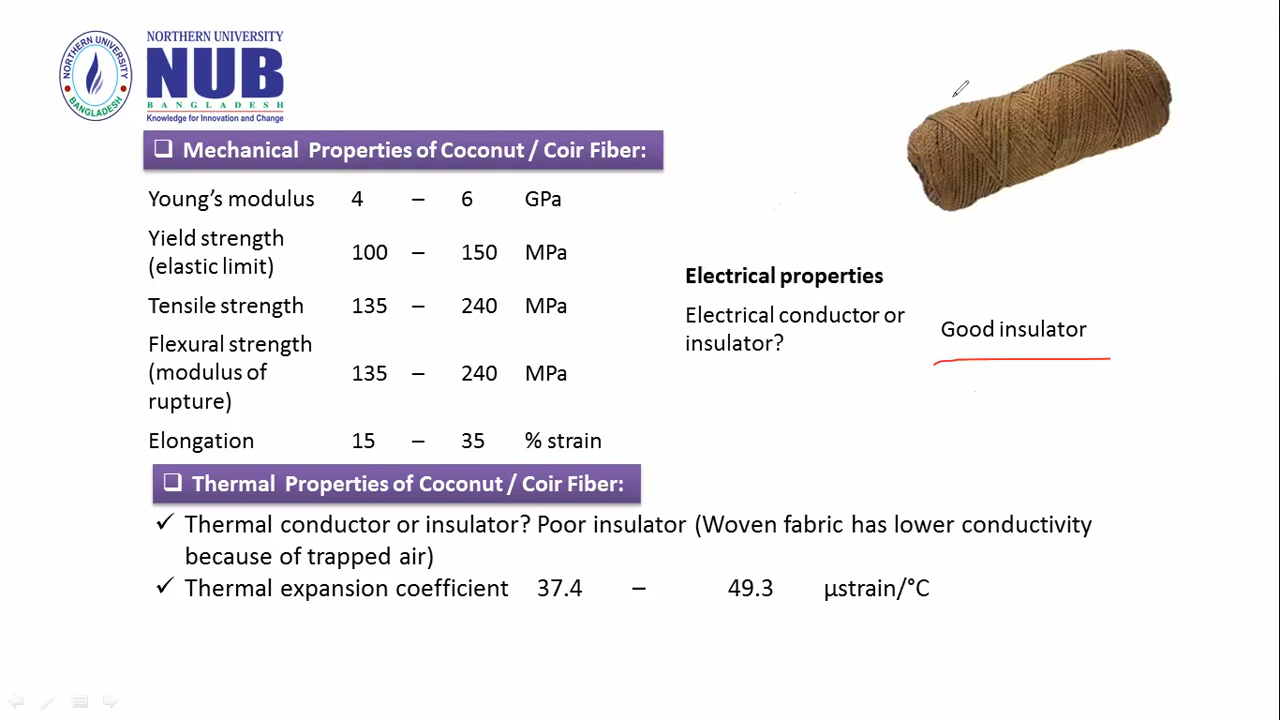 NORTHERN UNIVERSITY
BANGLADESH
NORTHERN UNIVERSITY
NUB
BANGLADESH
Knowledge for Innovation and Change
❑ Mechanical Properties of Coconut / Coir Fiber:
Young's modulus 4 – 6 GPa
Yield strength
(elastic limit) 100 – 150 MPa
Tensile strength 135 – 240 MPa
Flexural strength
(modulus of 135 – 240 MPa
rupture)
Elongation 15 – 35 % strain
Electrical properties
Electrical conductor or
insulator?
Good insulator
❑ Thermal Properties of Coconut / Coir Fiber:
✓ Thermal conductor or insulator? Poor insulator (Woven fabric has lower conductivity
because of trapped air)
✓ Thermal expansion coefficient 37.4 – 49.3 µstrain/°C